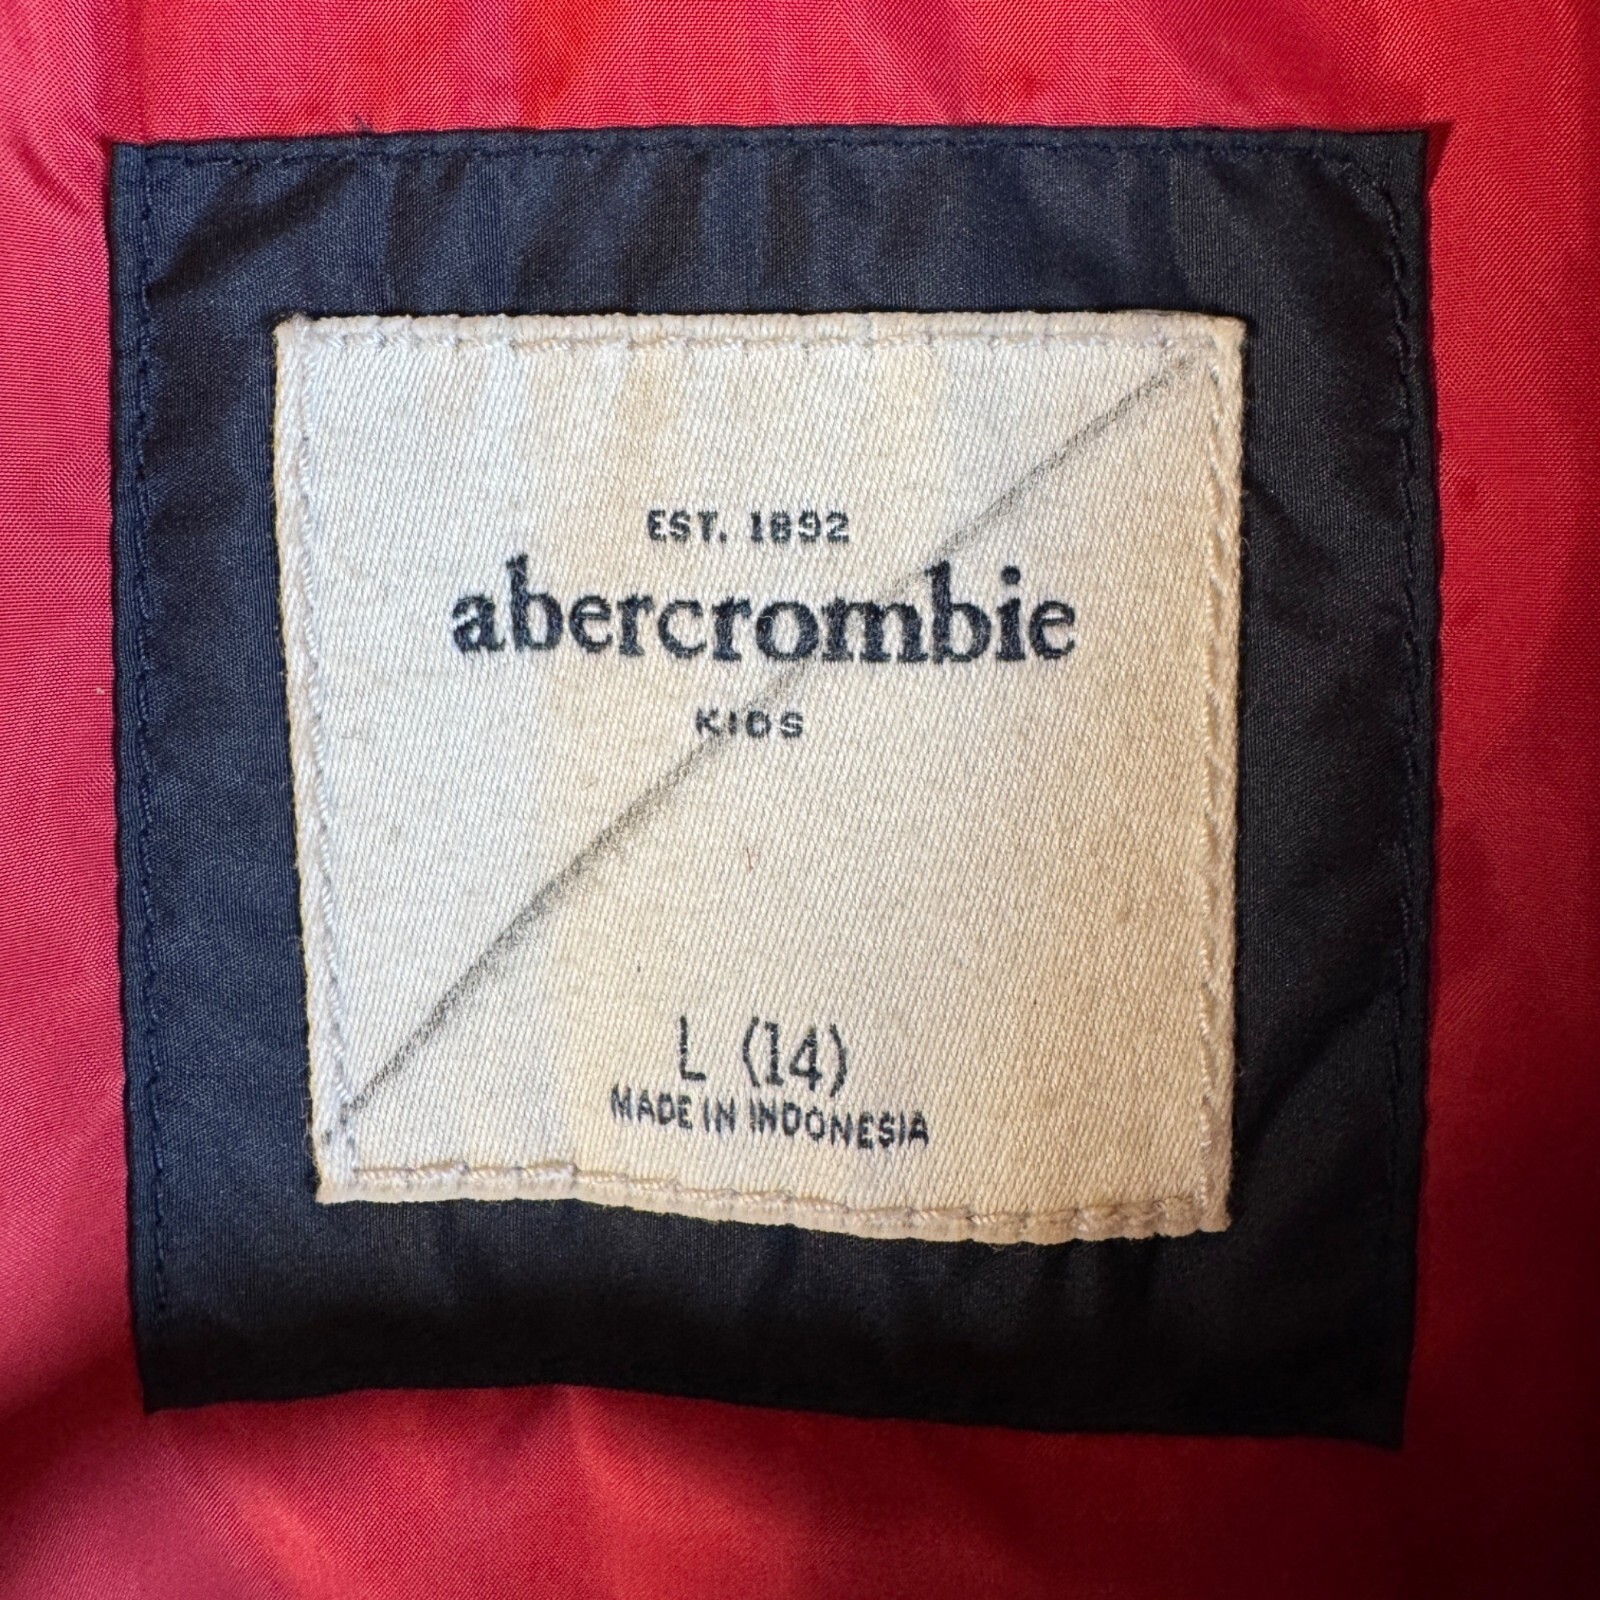 EST. 1892
abercrombie
KIDS
L (14)
MADE IN INDONESIA